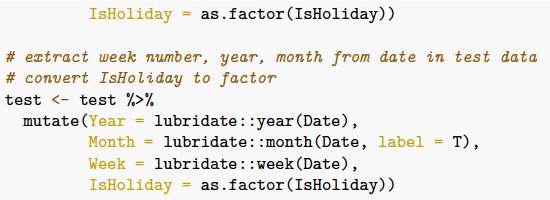 IsHoliday = as.factor(IsHoliday))
# extract week number, year, month from date in test data
# convert IsHoliday to factor
test <- test %>%
mutate(Year = lubridate::year(Date),
Month = lubridate::month(Date, label = T),
Week = lubridate::week(Date),
IsHoliday = as.factor(IsHoliday))